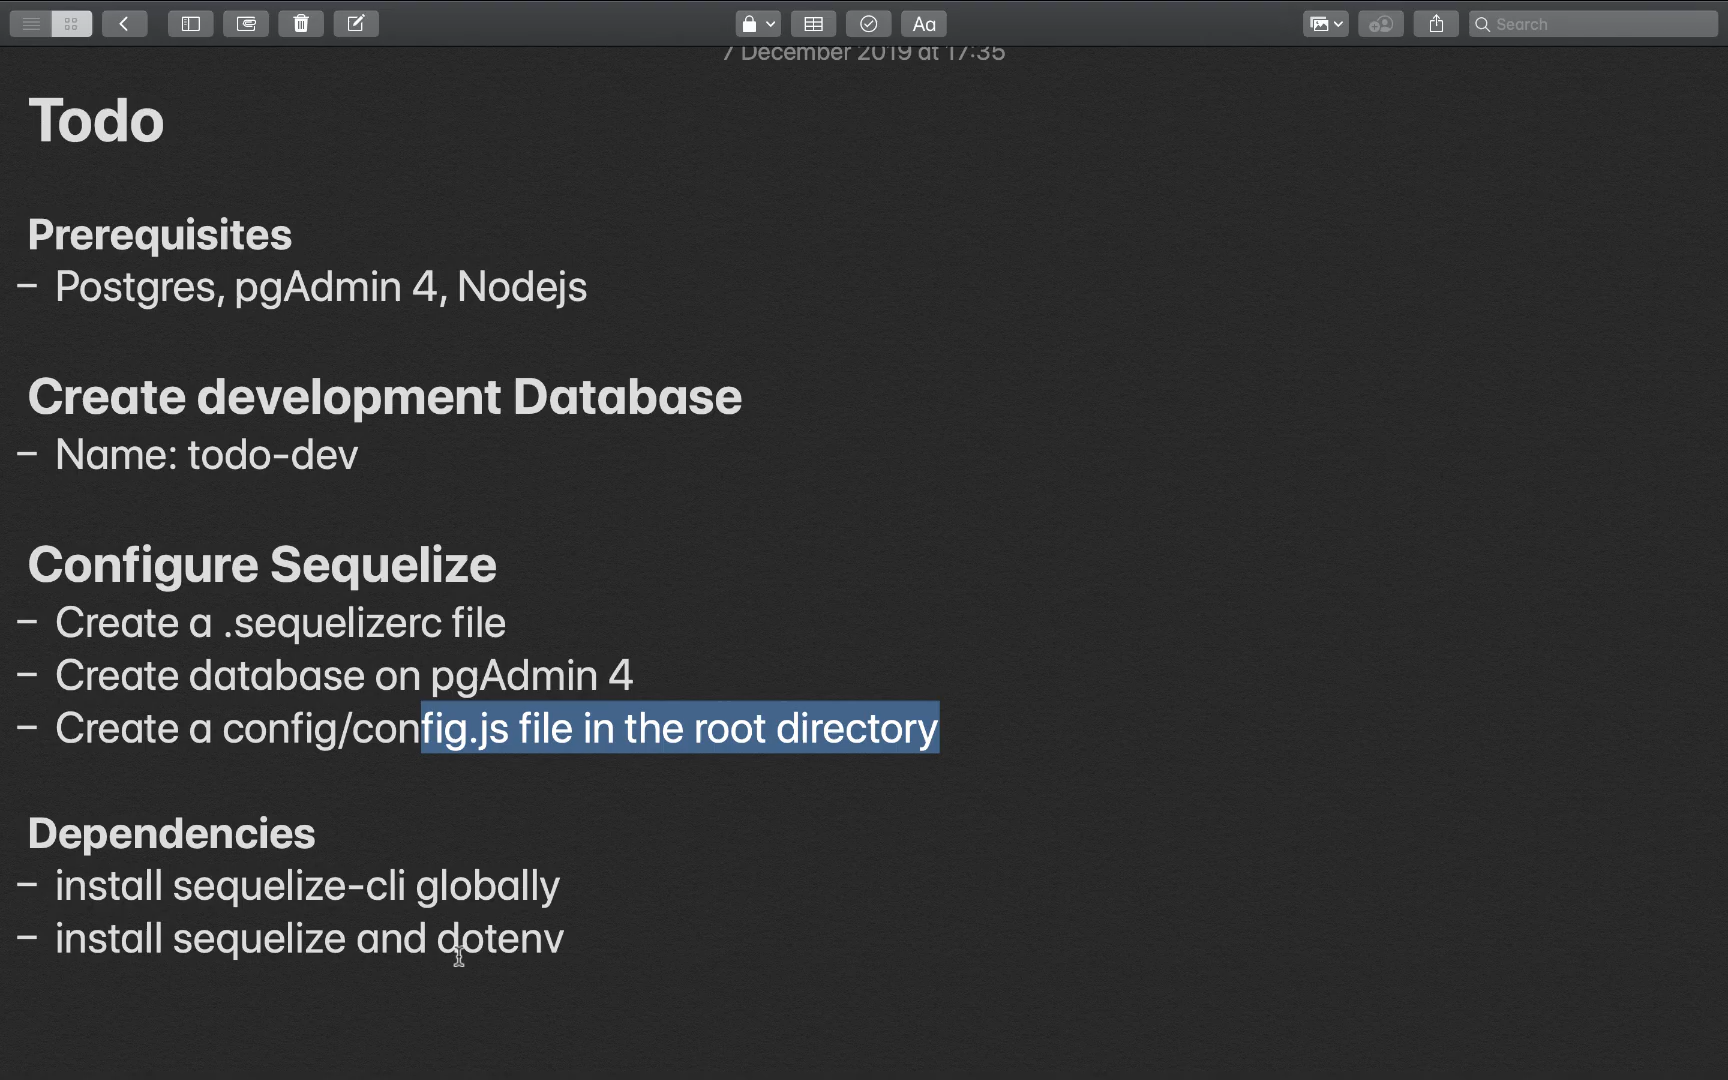 Aa
Search
7 December 2019 at 17:35
Todo
Prerequisites
– Postgres, pgAdmin 4, Nodejs
Create development Database
– Name: todo-dev
Configure Sequelize
– Create a .sequelizerc file
– Create database on pgAdmin 4
– Create a config/config.js file in the root directory
Dependencies
– install sequelize-cli globally
– install sequelize and dotenv